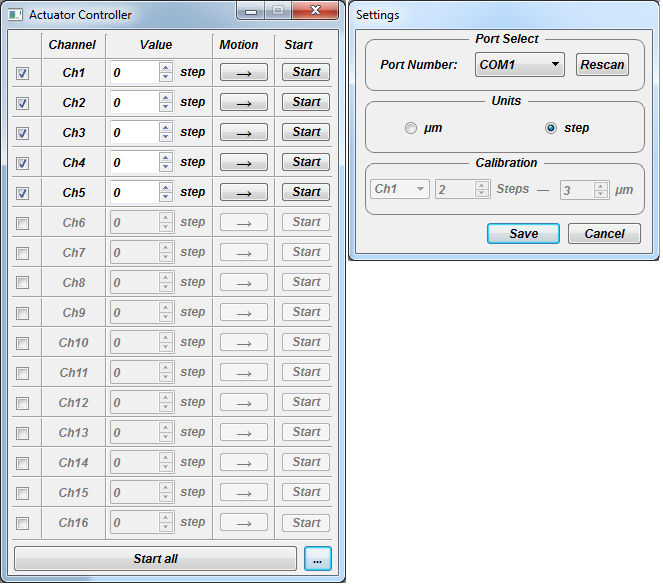 Actuator Controller
Channel Value Motion Start
Ch1 0 step → Start
Ch2 0 step → Start
Ch3 0 step → Start
Ch4 0 step → Start
Ch5 0 step → Start
Ch6 0 step → Start
Ch7 0 step → Start
Ch8 0 step → Start
Ch9 0 step → Start
Ch10 0 step → Start
Ch11 0 step → Start
Ch12 0 step → Start
Ch13 0 step → Start
Ch14 0 step → Start
Ch15 0 step → Start
Ch16 0 step → Start
Start all ...
Settings
Port Select
Port Number: COM1 Rescan
Units
μm step
Calibration
Ch1 2 Steps — 3 μm
Save Cancel